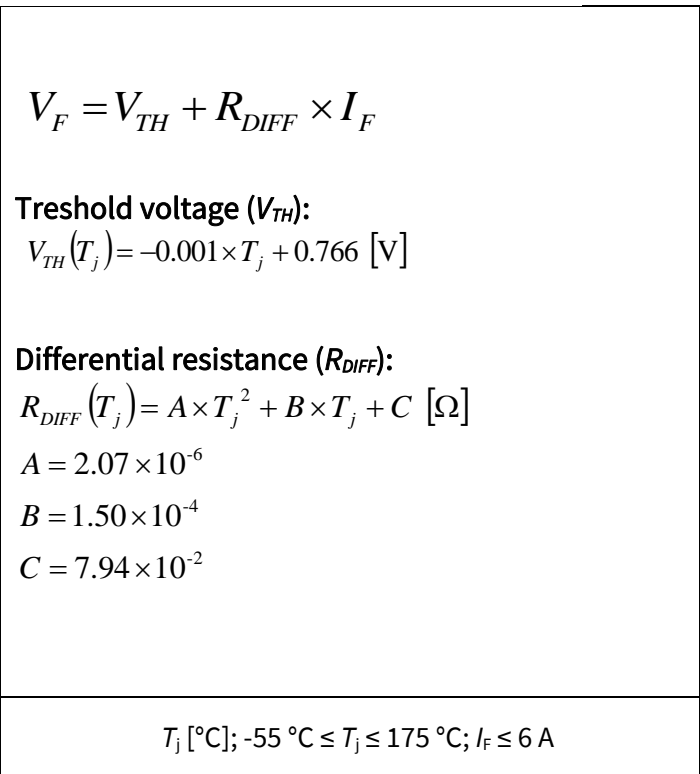 V_F = V_TH + R_DIFF × I_F
Treshold voltage (V_TH):
V_TH(T_j) = −0.001 × T_j + 0.766 [V]
Differential resistance (R_DIFF):
R_DIFF(T_j) = A × T_j² + B × T_j + C [Ω]
A = 2.07 × 10⁻⁶
B = 1.50 × 10⁻⁴
C = 7.94 × 10⁻²
T_j [°C]; -55 °C ≤ T_j ≤ 175 °C; I_F ≤ 6 A